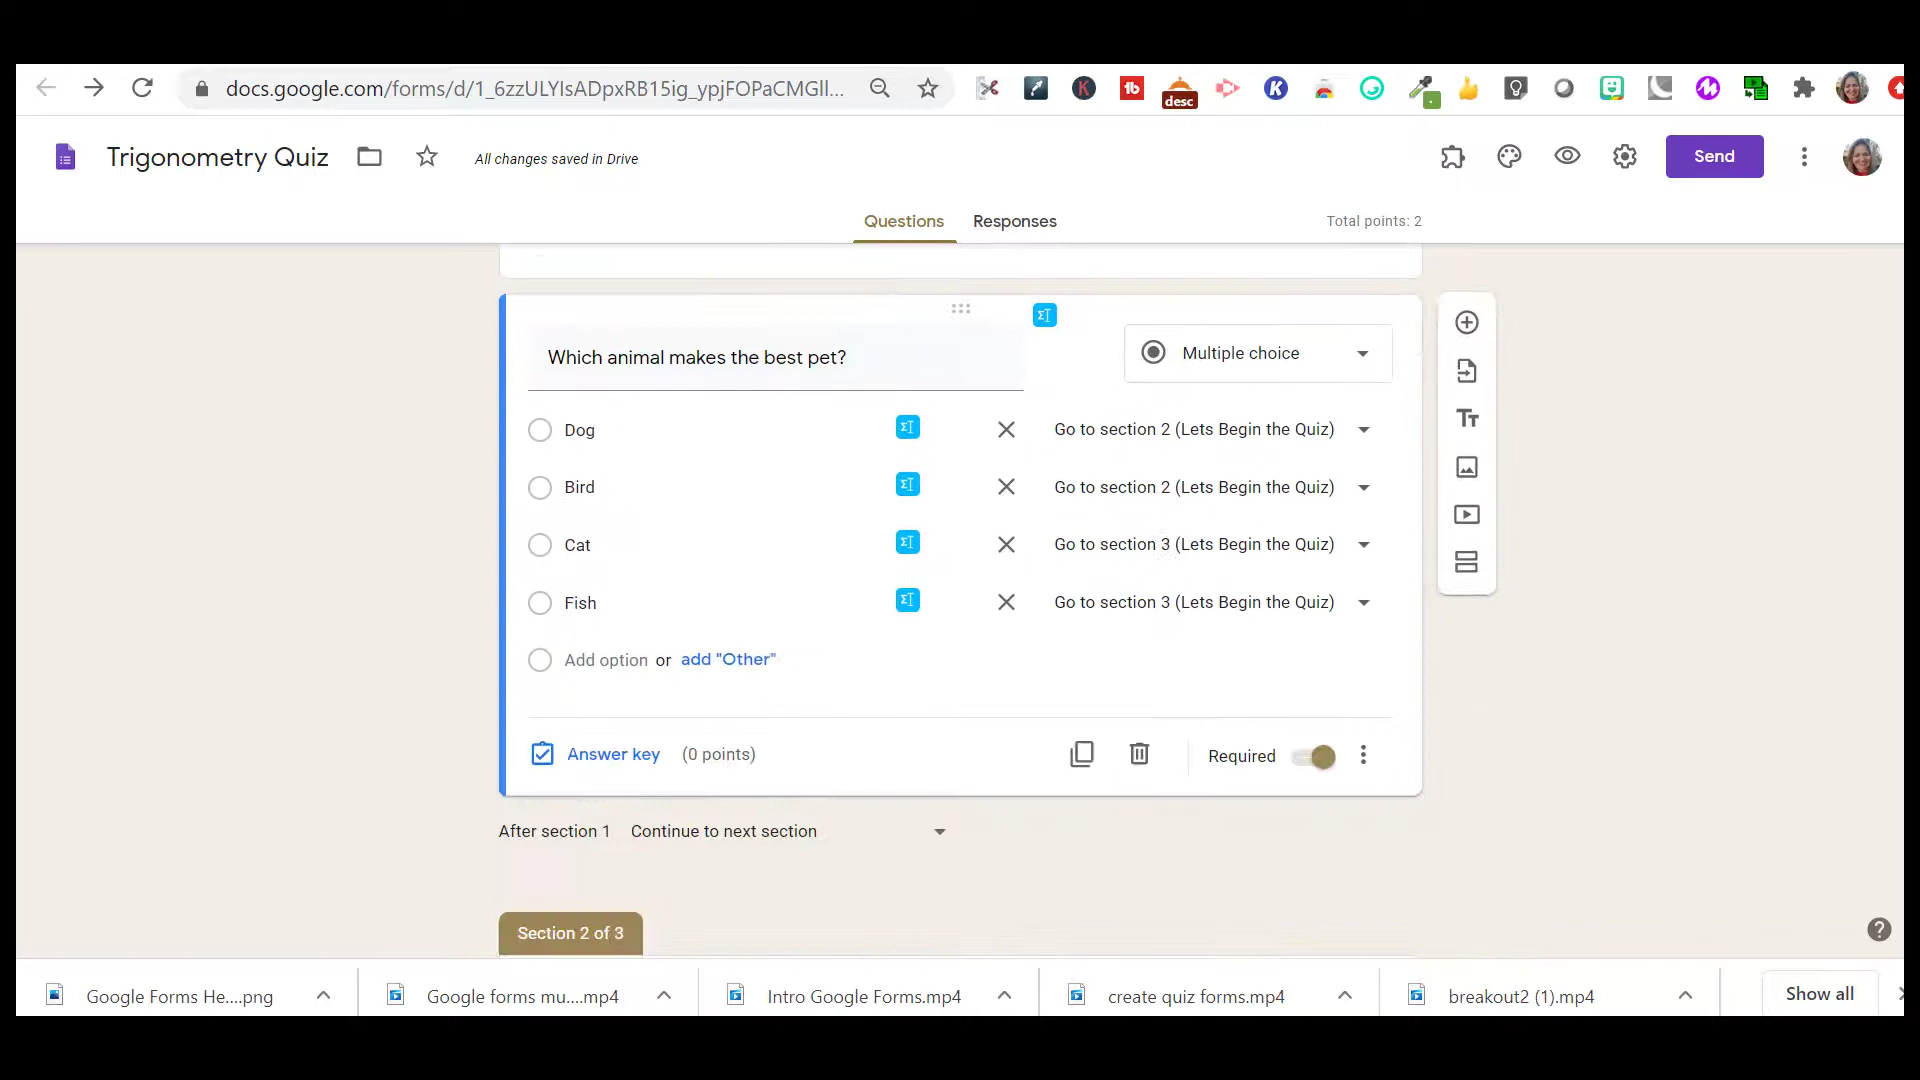 docs.google.com/forms/d/1_6zzULYIsADpxRB15ig_ypjFOPaCMGll...
desc
Trigonometry Quiz
All changes saved in Drive
Send
Questions
Responses
Total points: 2
Which animal makes the best pet?
Multiple choice
Dog
Go to section 2 (Lets Begin the Quiz)
Bird
Go to section 2 (Lets Begin the Quiz)
Cat
Go to section 3 (Lets Begin the Quiz)
Fish
Go to section 3 (Lets Begin the Quiz)
Add option or add "Other"
Answer key (0 points)
Required
After section 1 Continue to next section
Section 2 of 3
Google Forms He....png
Google forms mu....mp4
Intro Google Forms.mp4
create quiz forms.mp4
breakout2 (1).mp4
Show all